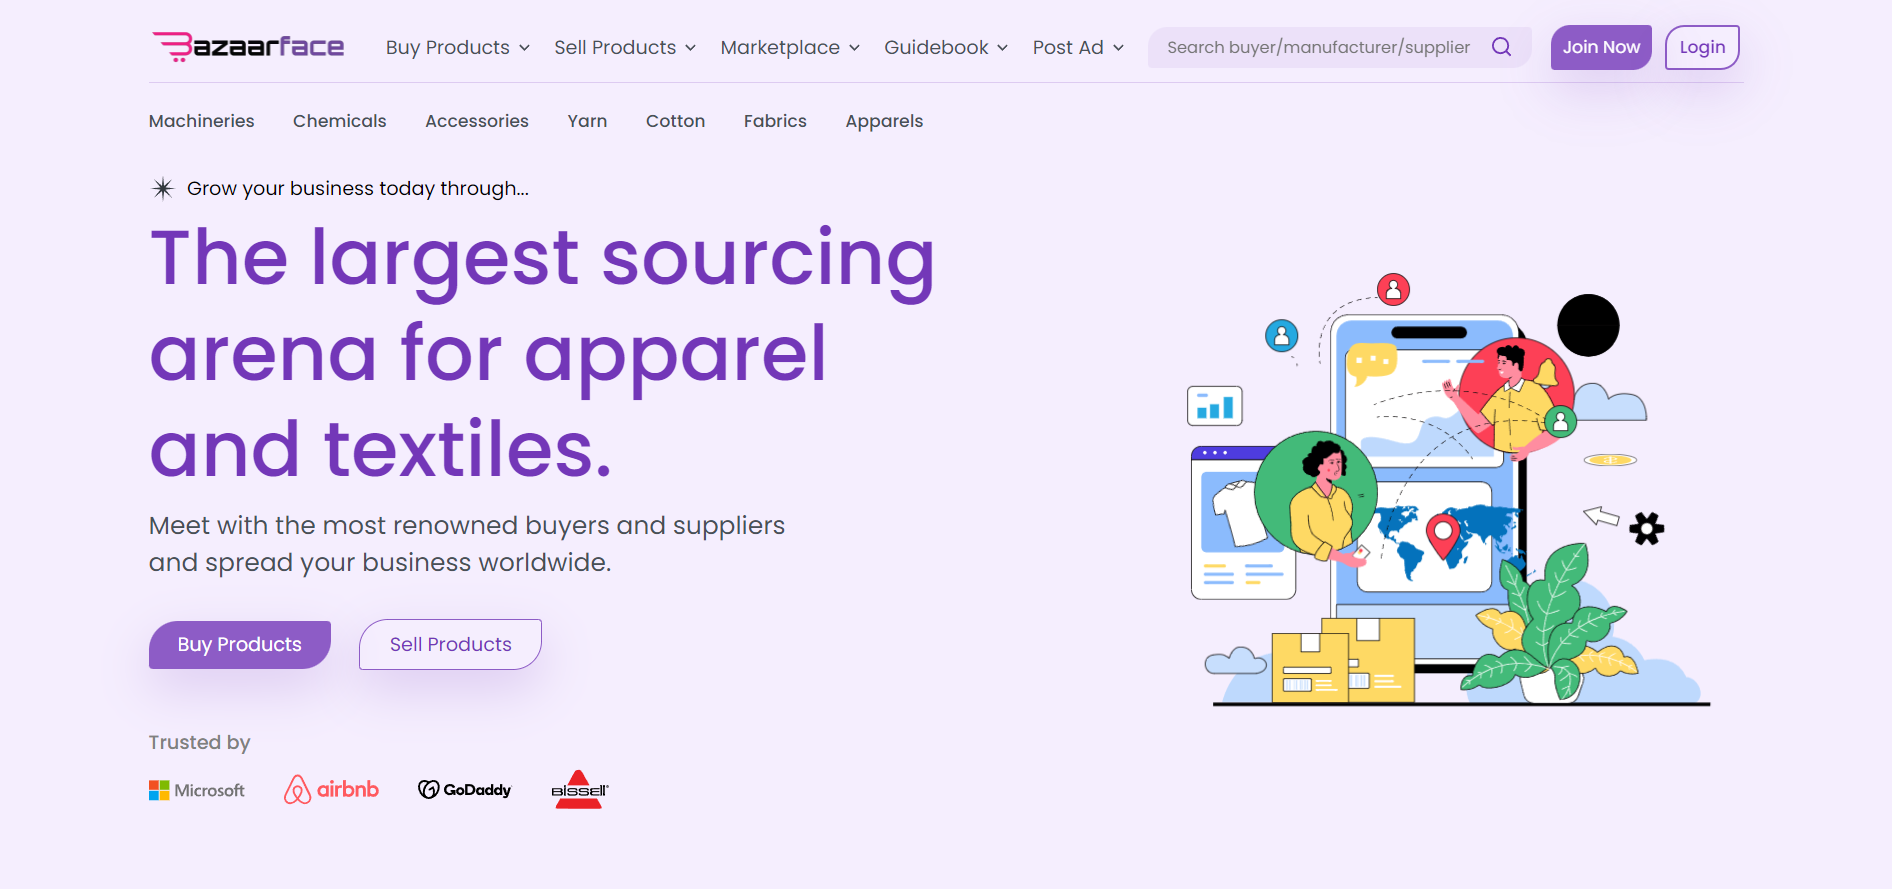 Bazaarface
Buy Products
Sell Products
Marketplace
Guidebook
Post Ad
Search buyer/manufacturer/supplier
Join Now
Login
Machineries
Chemicals
Accessories
Yarn
Cotton
Fabrics
Apparels
Grow your business today through...
The largest sourcing
arena for apparel
and textiles.
Meet with the most renowned buyers and suppliers
and spread your business worldwide.
Buy Products
Sell Products
Trusted by
Microsoft
airbnb
GoDaddy
BISSELL